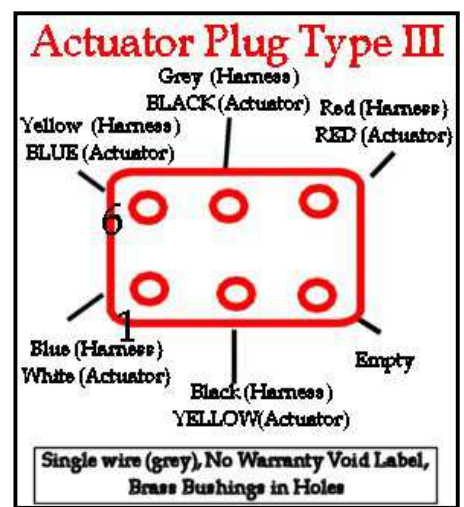 Actuator Plug Type III
Grey (Harness)
BLACK (Actuator)
Red (Harness)
RED (Actuator)
Yellow (Harness)
BLUE (Actuator)
6
1
Blue (Harness)
White (Actuator)
Black (Harness)
YELLOW(Actuator)
Empty
Single wire (grey), No Warranty Void Label,
Brass Bushings in Holes